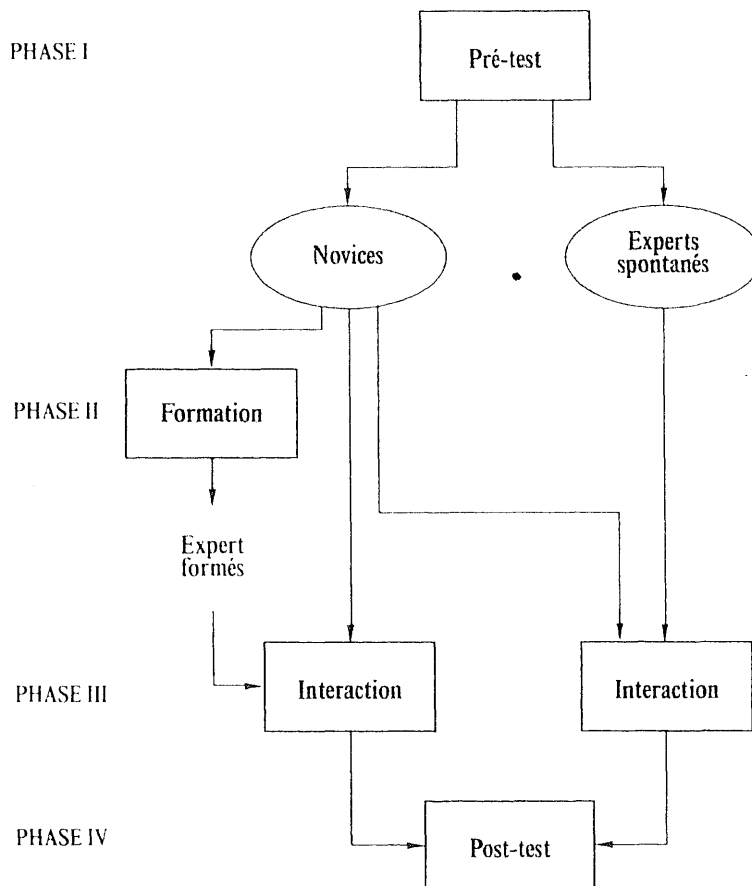 PHASE I
Pré-test
Novices
Experts
spontanés
PHASE II
Formation
Expert
formés
PHASE III
Interaction
Interaction
PHASE IV
Post-test